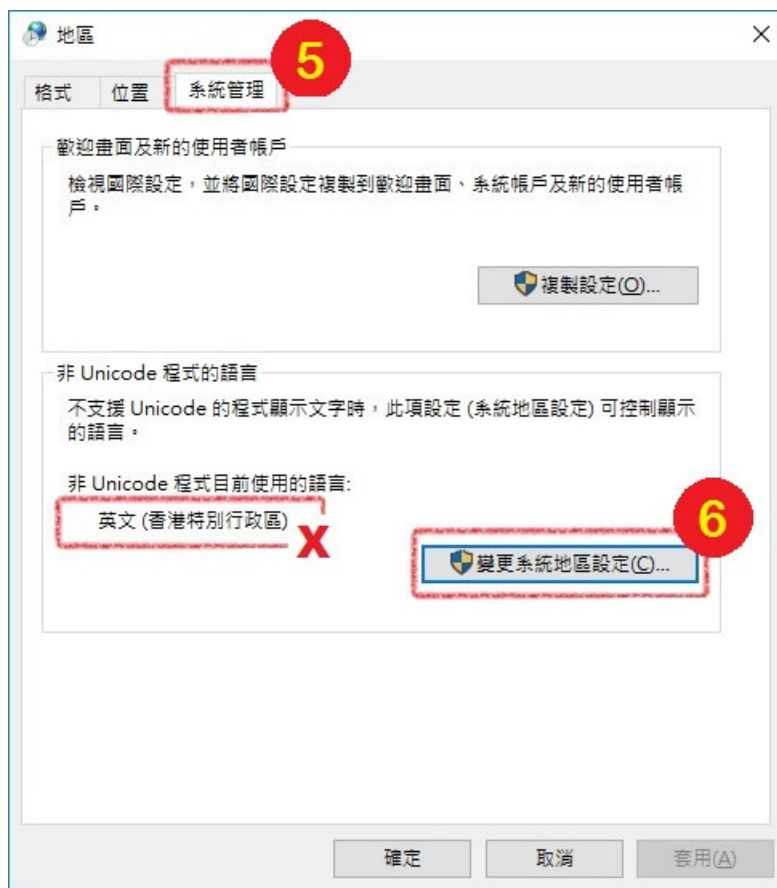 地區
5
格式 位置 系統管理
歡迎畫面及新的使用者帳戶
檢視國際設定，並將國際設定複製到歡迎畫面、系統帳戶及新的使用者帳
戶。
複製設定(O)...
非 Unicode 程式的語言
不支援 Unicode 的程式顯示文字時，此項設定 (系統地區設定) 可控制顯示
的語言。
非 Unicode 程式目前使用的語言:
英文 (香港特別行政區)
X
6
變更系統地區設定(C)...
確定 取消 套用(A)